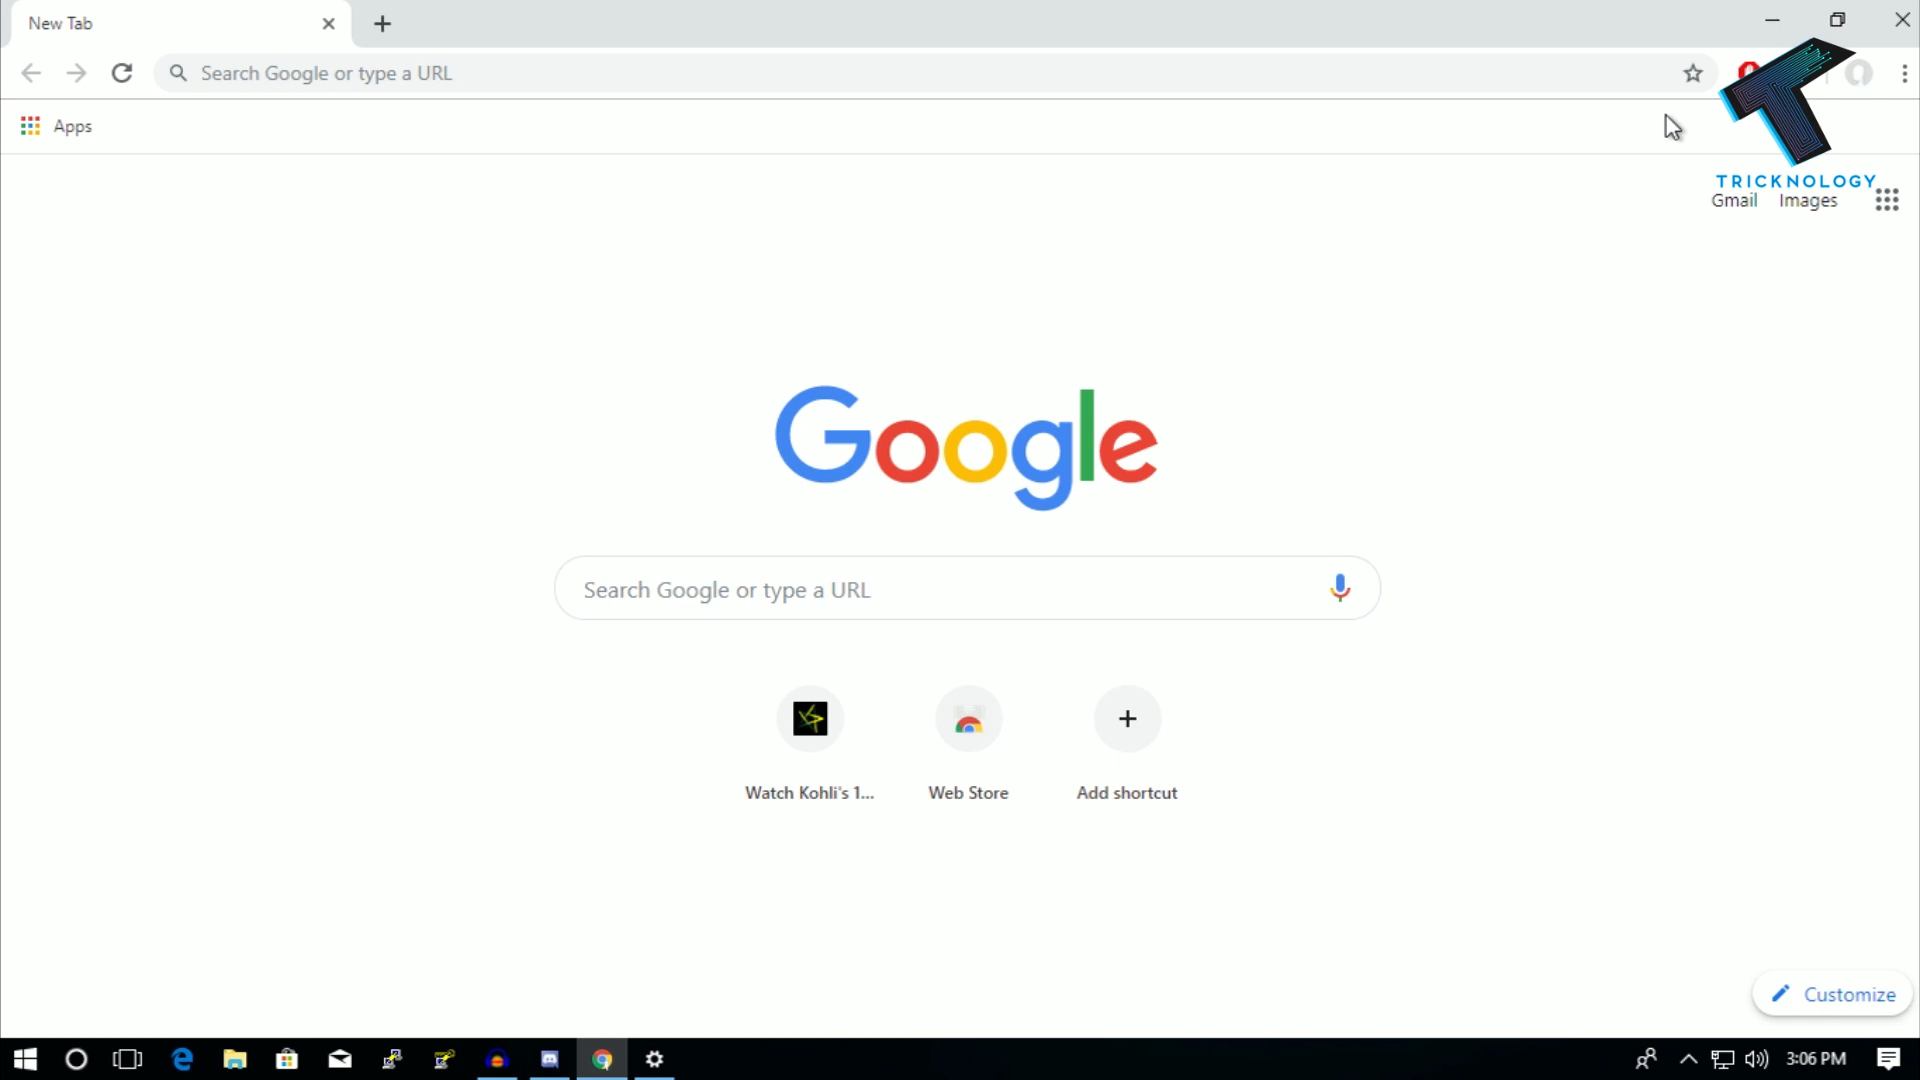 New Tab
Search Google or type a URL
Apps
TRICKNOLOGY
Gmail Images
Google
Search Google or type a URL
Watch Kohli's 1... Web Store Add shortcut
Customize
3:06 PM